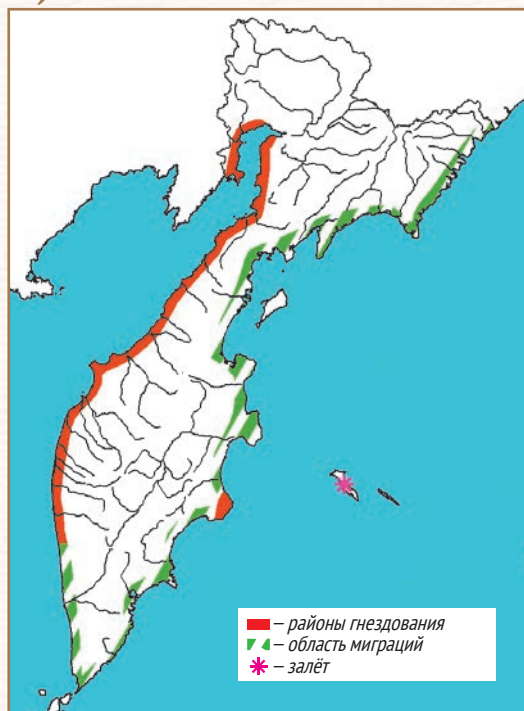 – районы гнездования
– область миграций
– залёт